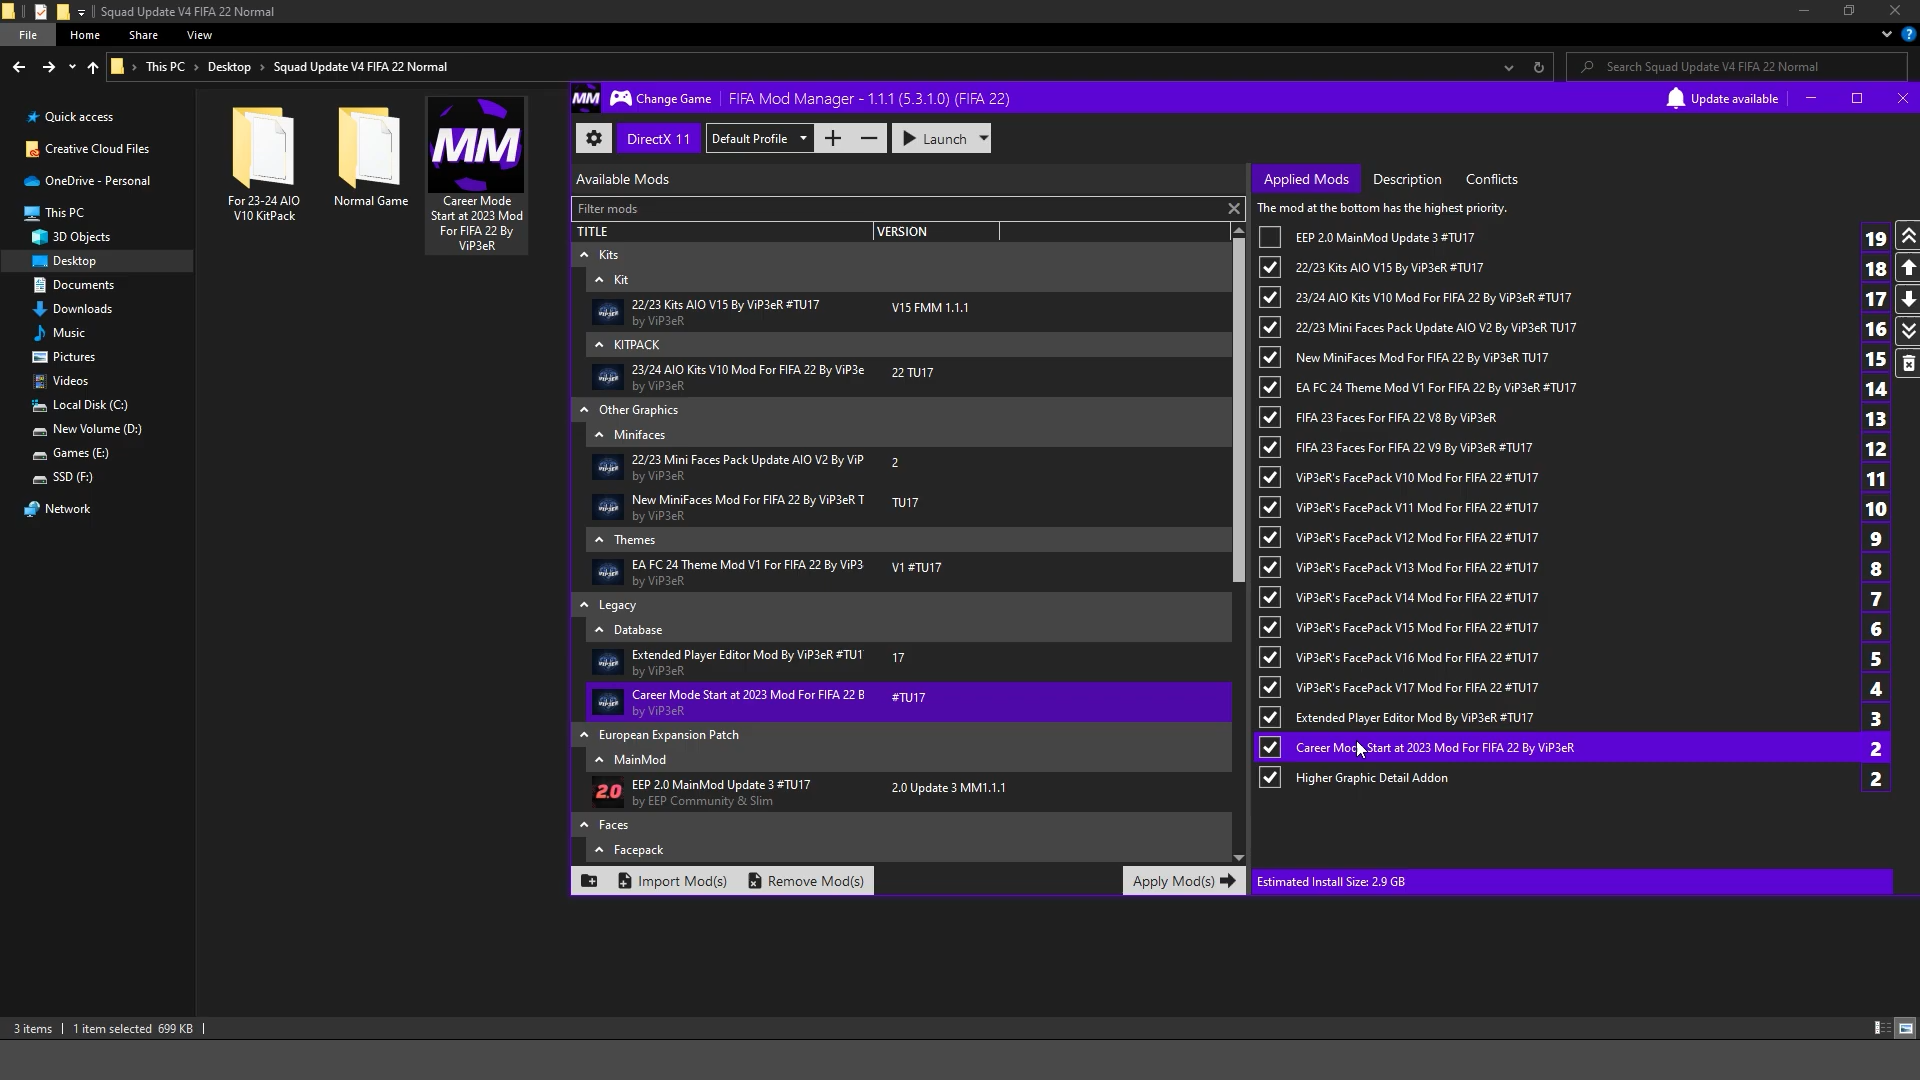 Squad Update V4 FIFA 22 Normal
File Home Share View
This PC Desktop Squad Update V4 FIFA 22 Normal
Search Squad Update V4 FIFA 22 Normal
Quick access
Creative Cloud Files
OneDrive - Personal
This PC
3D Objects
Desktop
Documents
Downloads
Music
Pictures
Videos
Local Disk (C:)
New Volume (D:)
Games (E:)
SSD (F:)
Network
For 23-24 AIO
V10 KitPack
Normal Game
MM
Career Mode
Start at 2023 Mod
For FIFA 22 By
ViP3eR
MM Change Game FIFA Mod Manager - 1.1.1 (5.3.1.0) (FIFA 22)
Update available
DirectX 11 Default Profile Launch
Available Mods
Filter mods
TITLE VERSION
Kits
Kit
22/23 Kits AIO V15 By ViP3eR #TU17 V15 FMM 1.1.1
by ViP3eR
KITPACK
23/24 AIO Kits V10 Mod For FIFA 22 By ViP3e 22 TU17
by ViP3eR
Other Graphics
Minifaces
22/23 Mini Faces Pack Update AIO V2 By ViP 2
by ViP3eR
New MiniFaces Mod For FIFA 22 By ViP3eR T TU17
by ViP3eR
Themes
EA FC 24 Theme Mod V1 For FIFA 22 By ViP3 V1 #TU17
by ViP3eR
Legacy
Database
Extended Player Editor Mod By ViP3eR #TU1 17
by ViP3eR
Career Mode Start at 2023 Mod For FIFA 22 B #TU17
by ViP3eR
European Expansion Patch
MainMod
2.0 EEP 2.0 MainMod Update 3 #TU17 2.0 Update 3 MM1.1.1
by EEP Community & Slim
Faces
Facepack
Import Mod(s) Remove Mod(s) Apply Mod(s)
Applied Mods Description Conflicts
The mod at the bottom has the highest priority.
EEP 2.0 MainMod Update 3 #TU17 19
22/23 Kits AIO V15 By ViP3eR #TU17 18
23/24 AIO Kits V10 Mod For FIFA 22 By ViP3eR #TU17 17
22/23 Mini Faces Pack Update AIO V2 By ViP3eR TU17 16
New MiniFaces Mod For FIFA 22 By ViP3eR TU17 15
EA FC 24 Theme Mod V1 For FIFA 22 By ViP3eR #TU17 14
FIFA 23 Faces For FIFA 22 V8 By ViP3eR 13
FIFA 23 Faces For FIFA 22 V9 By ViP3eR #TU17 12
ViP3eR's FacePack V10 Mod For FIFA 22 #TU17 11
ViP3eR's FacePack V11 Mod For FIFA 22 #TU17 10
ViP3eR's FacePack V12 Mod For FIFA 22 #TU17 9
ViP3eR's FacePack V13 Mod For FIFA 22 #TU17 8
ViP3eR's FacePack V14 Mod For FIFA 22 #TU17 7
ViP3eR's FacePack V15 Mod For FIFA 22 #TU17 6
ViP3eR's FacePack V16 Mod For FIFA 22 #TU17 5
ViP3eR's FacePack V17 Mod For FIFA 22 #TU17 4
Extended Player Editor Mod By ViP3eR #TU17 3
Career Mode Start at 2023 Mod For FIFA 22 By ViP3eR 2
Higher Graphic Detail Addon 2
Estimated Install Size: 2.9 GB
3 items 1 item selected 699 KB